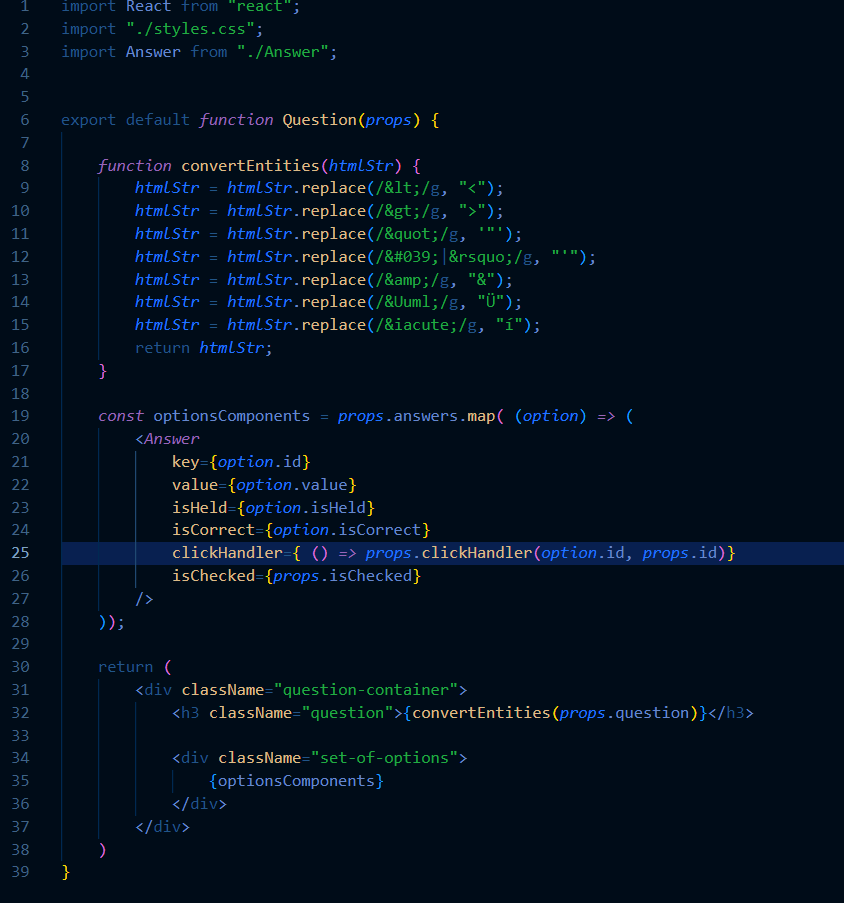 1 import React from "react";
2 import "./styles.css";
3 import Answer from "./Answer";
4
5
6 export default function Question(props) {
7
8 function convertEntities(htmlStr) {
9 htmlStr = htmlStr.replace(/&lt;/g, "<");
10 htmlStr = htmlStr.replace(/&gt;/g, ">");
11 htmlStr = htmlStr.replace(/&quot;/g, '"');
12 htmlStr = htmlStr.replace(/&#039;|&rsquo;/g, "'");
13 htmlStr = htmlStr.replace(/&amp;/g, "&");
14 htmlStr = htmlStr.replace(/&Uuml;/g, "Ü");
15 htmlStr = htmlStr.replace(/&iacute;/g, "í");
16 return htmlStr;
17 }
18
19 const optionsComponents = props.answers.map( (option) => (
20 <Answer
21 key={option.id}
22 value={option.value}
23 isHeld={option.isHeld}
24 isCorrect={option.isCorrect}
25 clickHandler={ () => props.clickHandler(option.id, props.id)}
26 isChecked={props.isChecked}
27 />
28 ));
29
30 return (
31 <div className="question-container">
32 <h3 className="question">{convertEntities(props.question)}</h3>
33
34 <div className="set-of-options">
35 {optionsComponents}
36 </div>
37 </div>
38 )
39 }